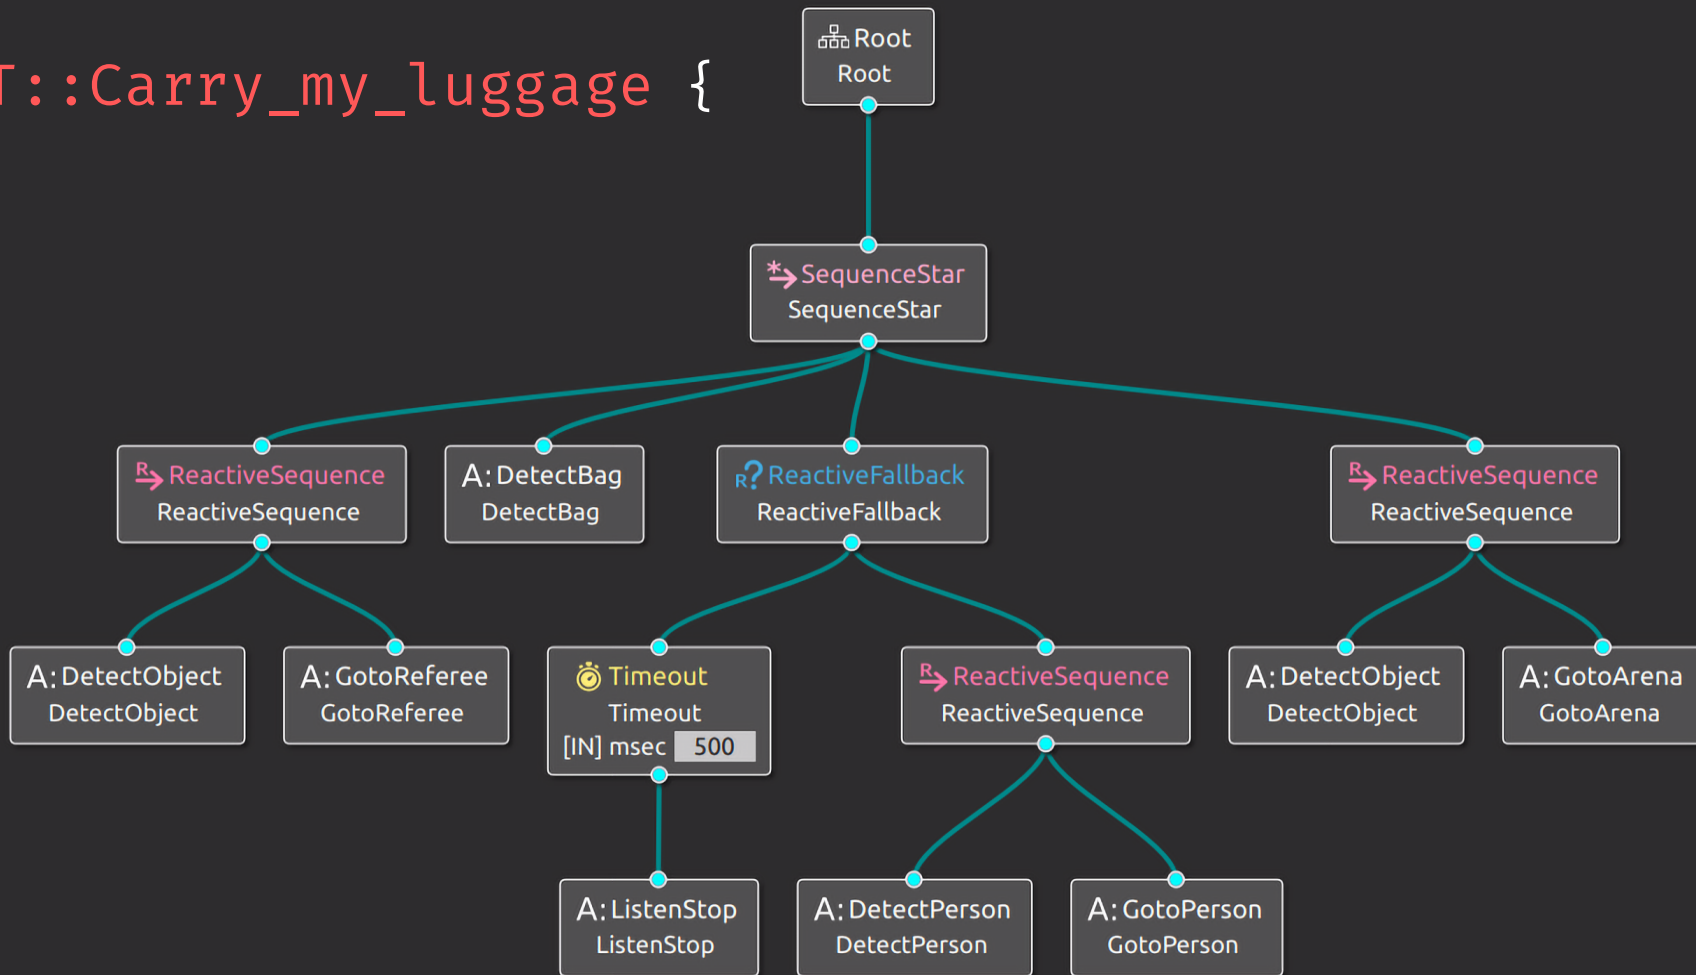 T::Carry_my_luggage {
Root
Root
SequenceStar
SequenceStar
ReactiveSequence
ReactiveSequence
A:DetectBag
DetectBag
R? ReactiveFallback
ReactiveFallback
ReactiveSequence
ReactiveSequence
A:DetectObject
DetectObject
A:GotoReferee
GotoReferee
Timeout
Timeout
[IN] msec 500
ReactiveSequence
ReactiveSequence
A:DetectObject
DetectObject
A:GotoArena
GotoArena
A:ListenStop
ListenStop
A:DetectPerson
DetectPerson
A:GotoPerson
GotoPerson